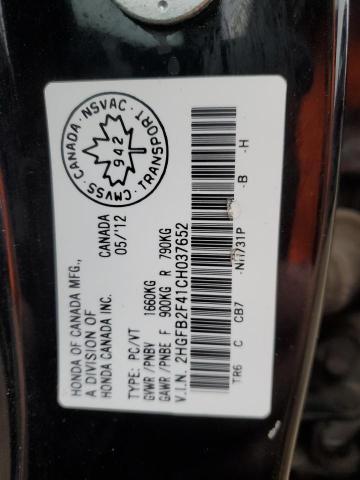 HONDA OF CANADA MFG.,
A DIVISION OF
HONDA CANADA INC.
CANADA
05/12
CMVSS CANADA-NSVAC
942
TRANSPORT
TYPE: PC/VT
GVWR /PNBV 1660KG
GAWR /PNBE F 900KG R 790KG
V.I.N. 2HGFB2F41CH037652
TR6 C CB7 -B -H